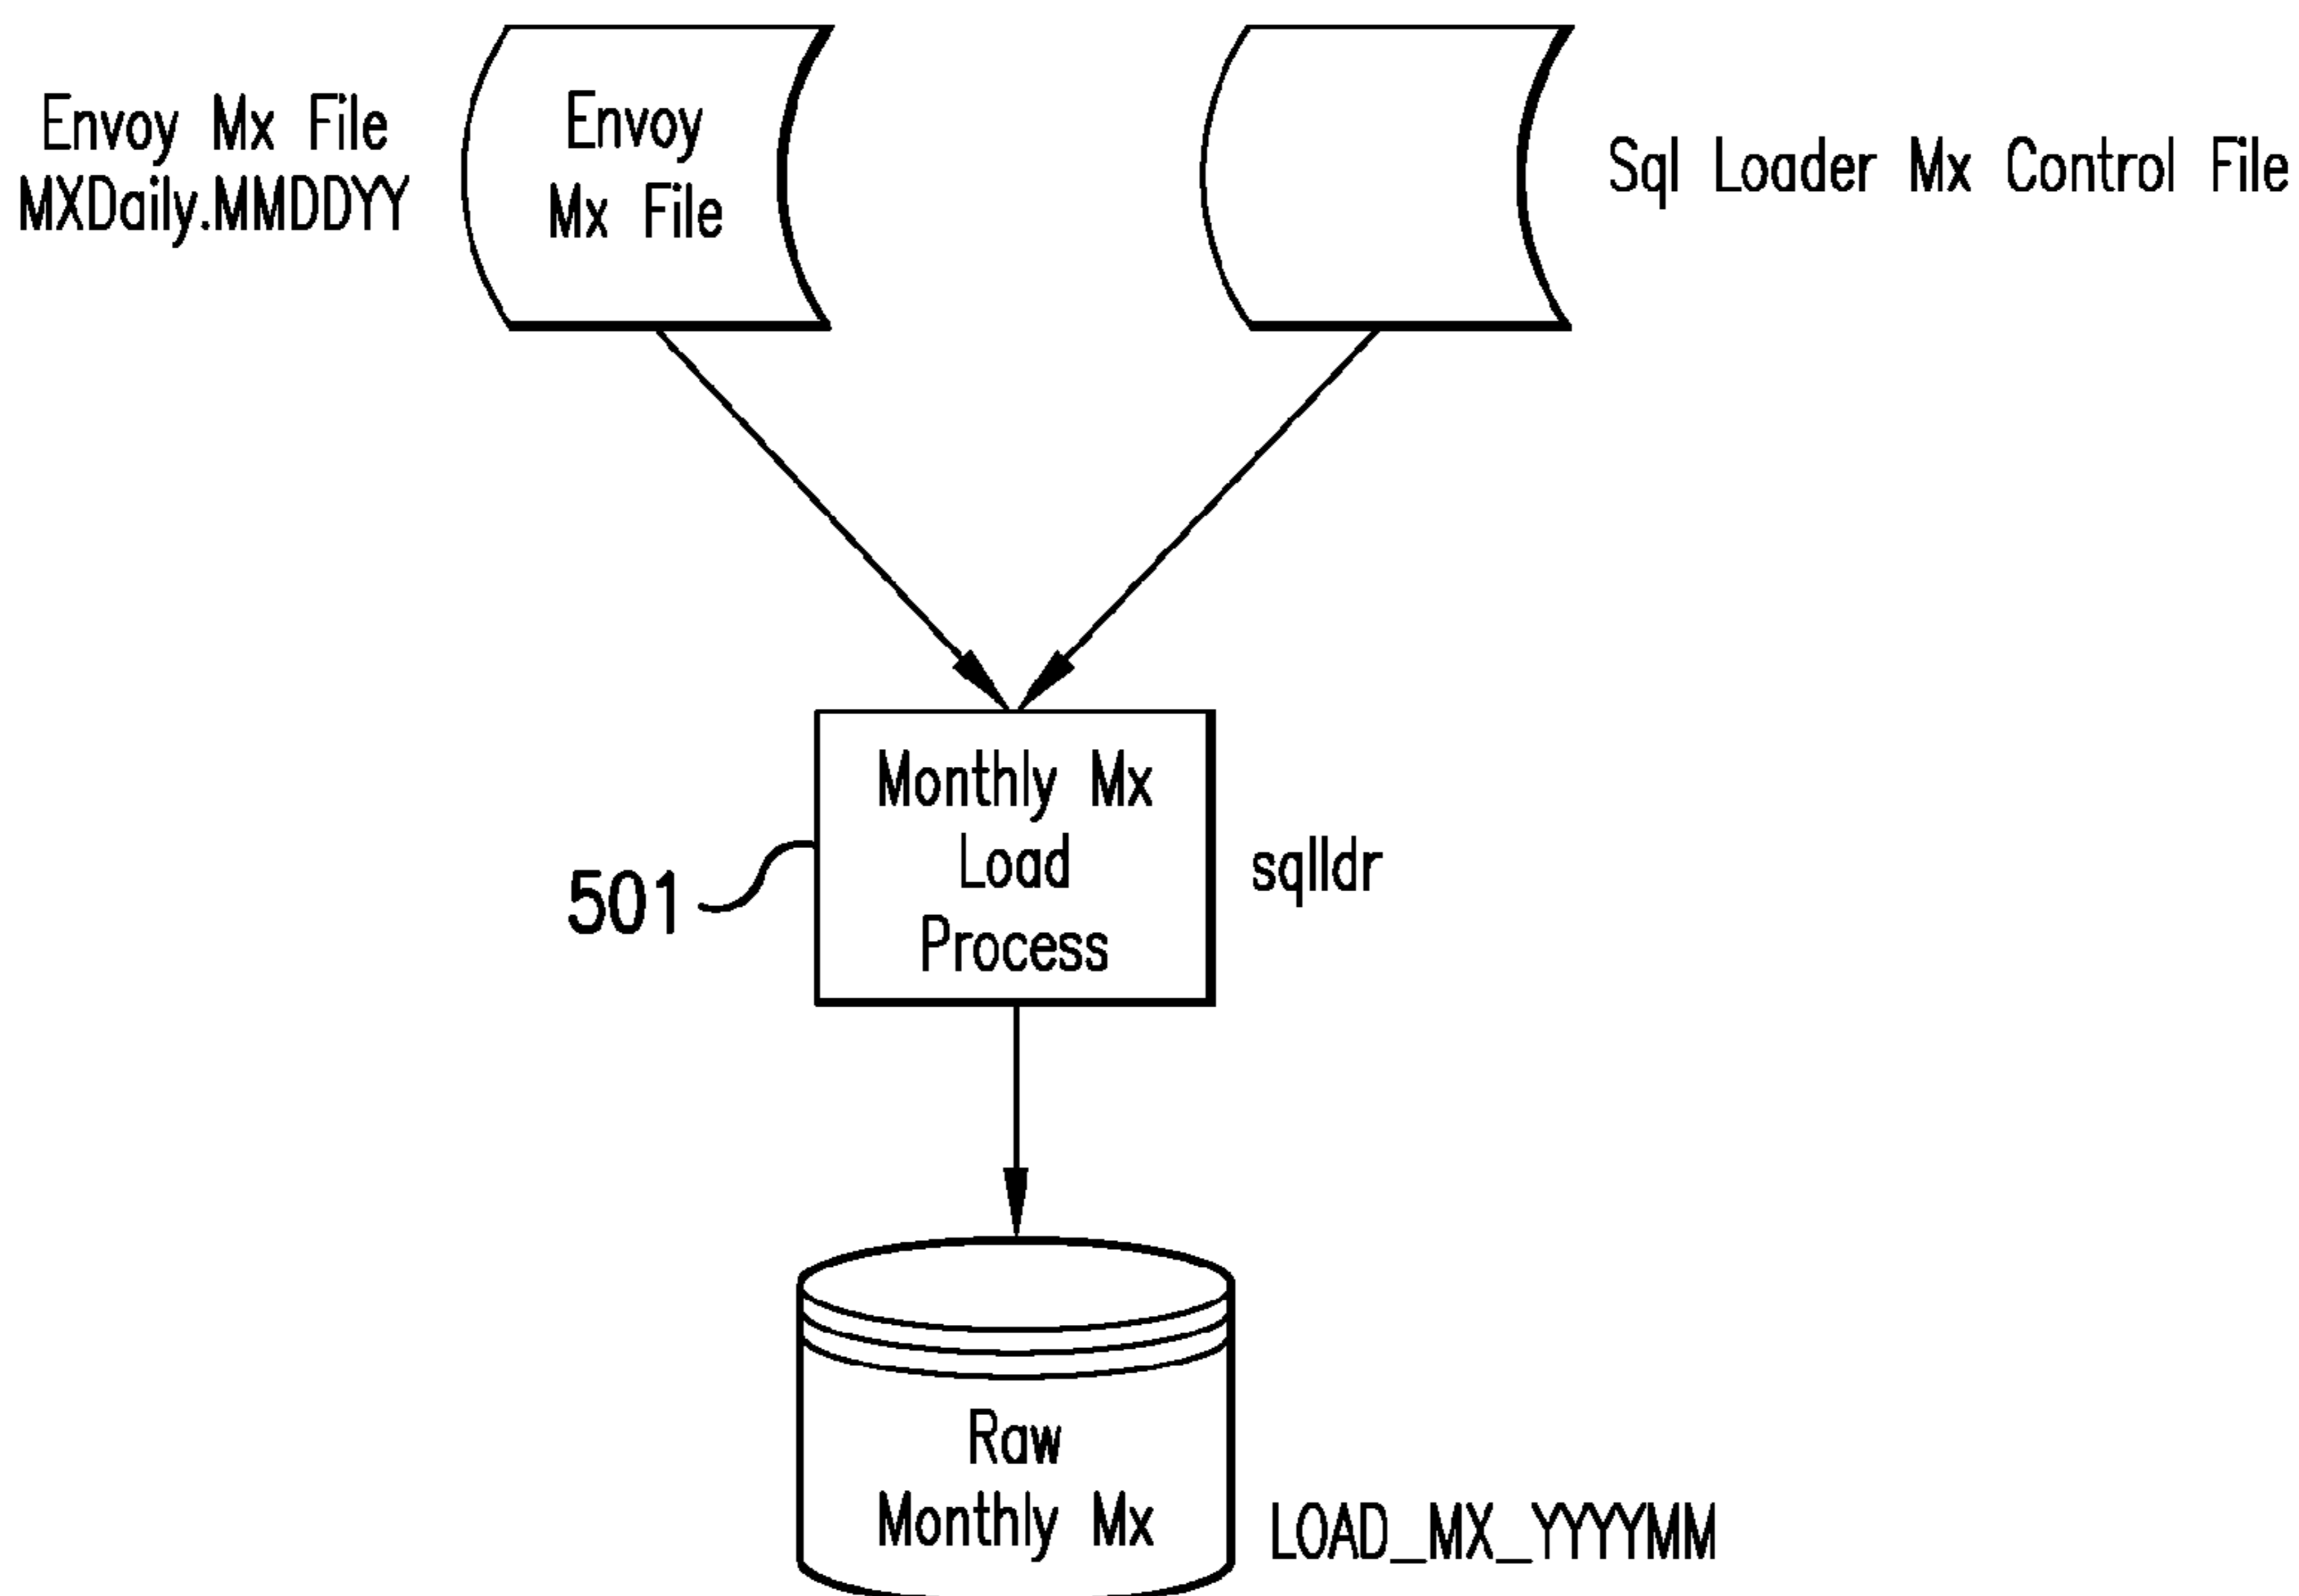 Envoy Mx File
MXDaily.MMDDYY
Envoy
Mx File
Sql Loader Mx Control File
Monthly Mx
Load
Process
501
sqlldr
Raw
Monthly Mx
LOAD_MX_YYYYMM